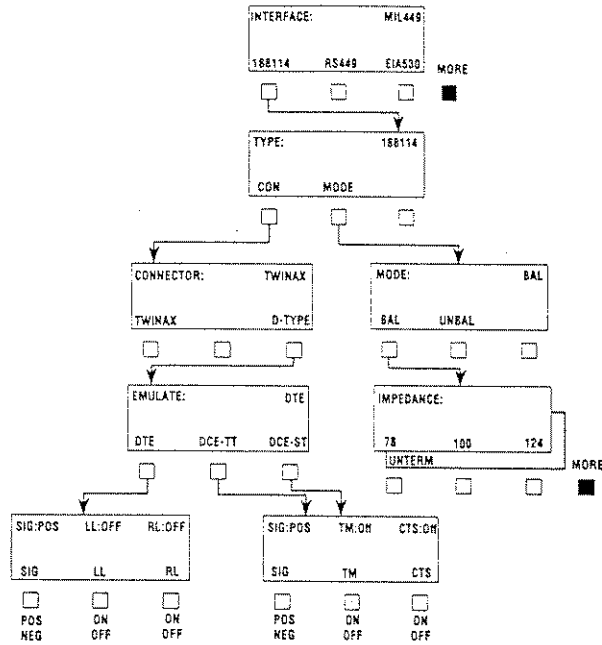 INTERFACE: MIL449
188114 RS449 EIA530
MORE
TYPE: 188114
CON MODE
CONNECTOR: TWINAX
TWINAX D-TYPE
MODE: BAL
BAL UNBAL
EMULATE: DTE
DTE DCE-TT DCE-ST
IMPEDANCE:
78 100 124
UNTERM
MORE
SIG:POS LL:OFF RL:OFF
SIG LL RL
POS ON ON
NEG OFF OFF
SIG:POS TM:ON CTS:ON
SIG TM CTS
POS ON ON
NEG OFF OFF